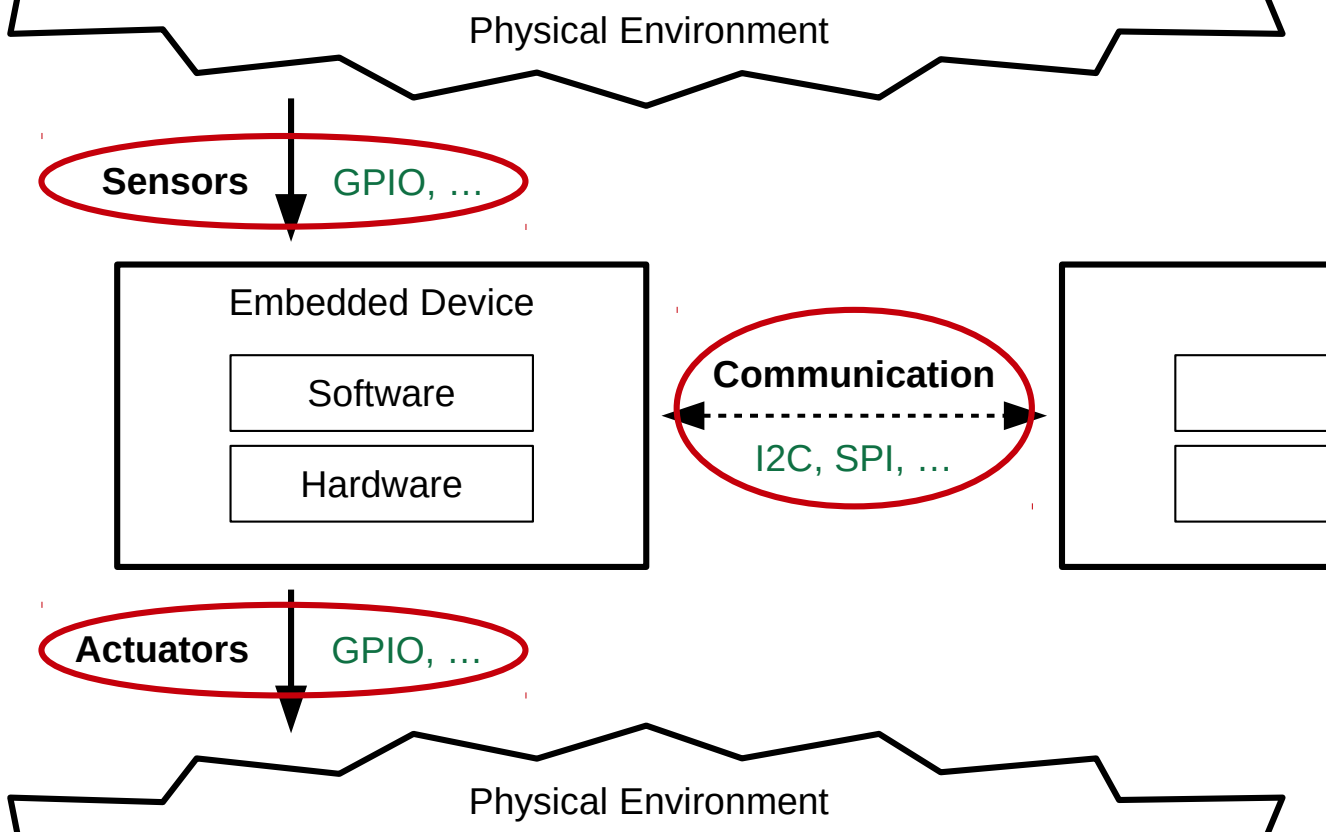 Physical Environment
Sensors GPIO, …
Embedded Device
Software
Hardware
Communication
I2C, SPI, …
Actuators GPIO, …
Physical Environment